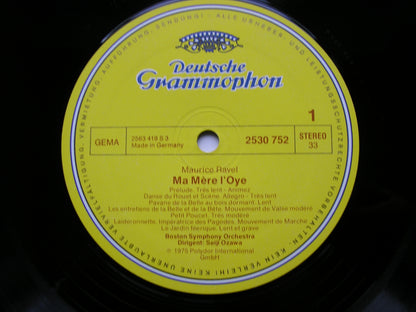 Deutsche
Grammophon
1
GEMA
2563 419 S 3
Made in Germany
2530 752
STEREO
33
Maurice Ravel
Ma Mère l'Oye
Prélude. Très lent - Animez
Danse du Rouet et Scène. Allegro - Très lent
Pavane de la Belle au bois dormant. Lent
Les entretiens de la Belle et de la Bête. Mouvement de Valse modéré
Petit Poucet. Très modéré
Laideronnette, Impératrice des Pagodes. Mouvement de Marche
Le Jardin féerique. Lent et grave
Boston Symphony Orchestra
Dirigent: Seiji Ozawa
℗ 1975 Polydor International
GmbH